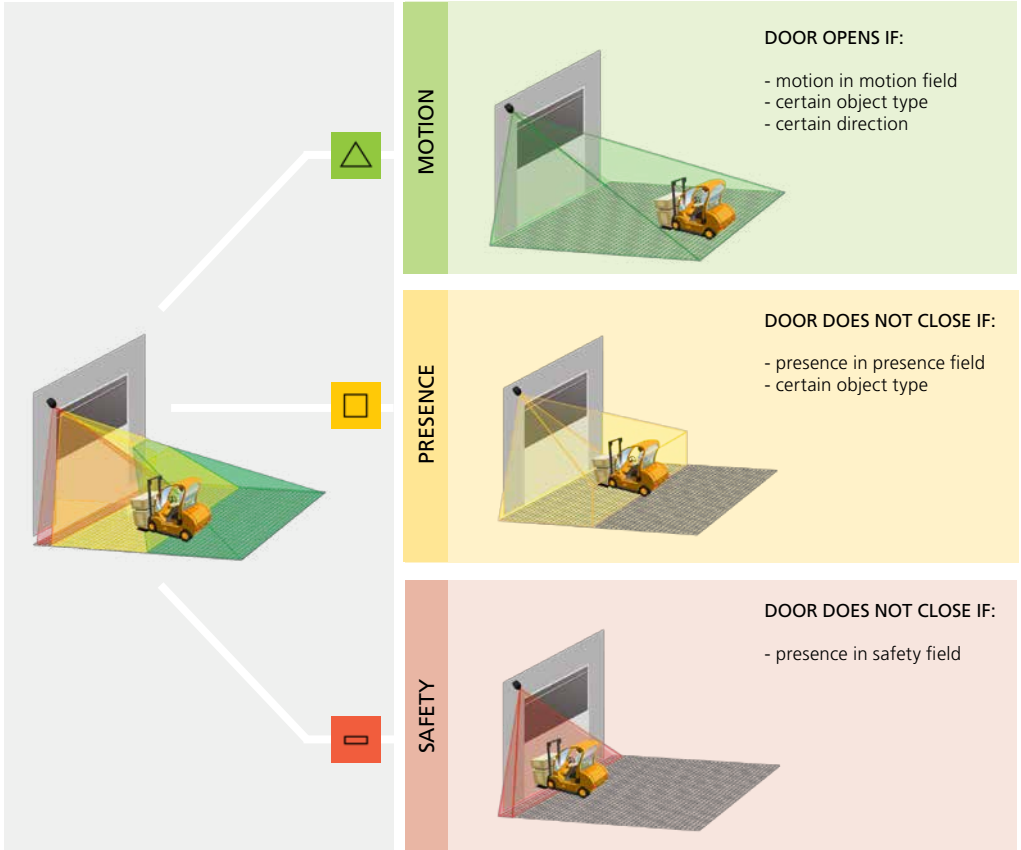 MOTION
DOOR OPENS IF:
- motion in motion field
- certain object type
- certain direction
PRESENCE
DOOR DOES NOT CLOSE IF:
- presence in presence field
- certain object type
SAFETY
DOOR DOES NOT CLOSE IF:
- presence in safety field